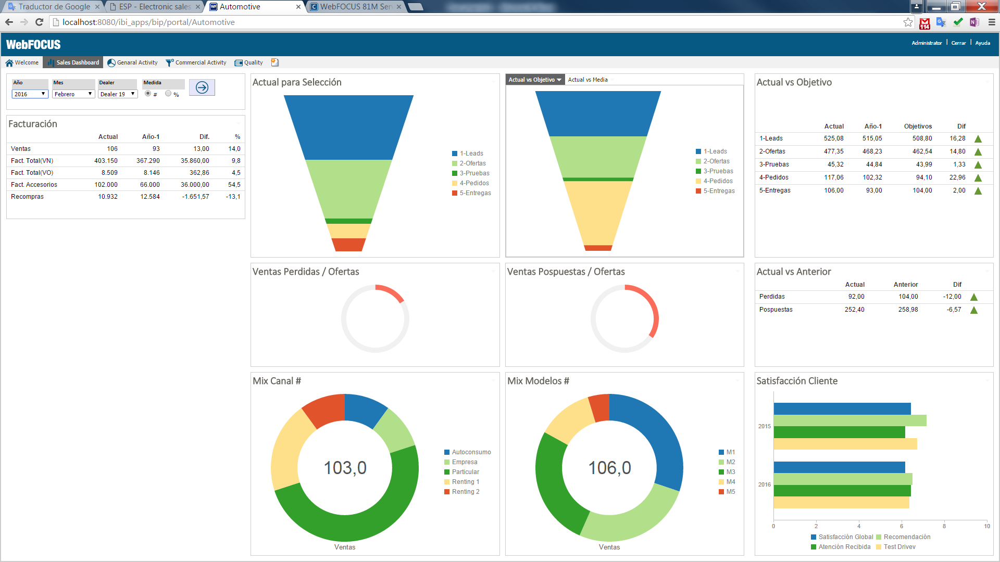 Traductor de Google
ESP - Electronic sales
Automotive
WebFOCUS 81M Serv
localhost:8080/ibi_apps/bip/portal/Automotive
114
WebFOCUS
Administrator | Cerrar | Ayuda
Welcome
Sales Dashboard
Genaral Activity
Commercial Activity
Quality
Año Mes Dealer Medida
2016 Febrero Dealer 19 # %
Facturación
Actual Año-1 Dif. %
Ventas 106 93 13,00 14,0
Fact. Total(VN) 403.150 367.290 35.860,00 9,8
Fact. Total(VO) 8.509 8.146 362,86 4,5
Fact. Accesorios 102.000 66.000 36.000,00 54,5
Recompras 10.932 12.584 -1.651,57 -13,1
Actual para Selección
1-Leads
2-Ofertas
3-Pruebas
4-Pedidos
5-Entregas
Actual vs Objetivo Actual vs Media
1-Leads
2-Ofertas
3-Pruebas
4-Pedidos
5-Entregas
Actual vs Objetivo
Actual Año-1 Objetivos Dif
1-Leads 525,08 515,05 508,80 16,28
2-Ofertas 477,35 468,23 462,54 14,80
3-Pruebas 45,32 44,84 43,99 1,33
4-Pedidos 117,06 102,32 94,10 22,96
5-Entregas 106,00 93,00 104,00 2,00
Ventas Perdidas / Ofertas
Ventas Pospuestas / Ofertas
Actual vs Anterior
Actual Anterior Dif
Perdidas 92,00 104,00 -12,00
Pospuestas 252,40 258,98 -6,57
Mix Canal #
103,0
Ventas
Autoconsumo
Empresa
Particular
Renting 1
Renting 2
Mix Modelos #
106,0
Ventas
M1
M2
M3
M4
M5
Satisfacción Cliente
2015
2016
0 2 4 6 8 10
Satisfacción Global Recomendación
Atención Recibida Test Drivev